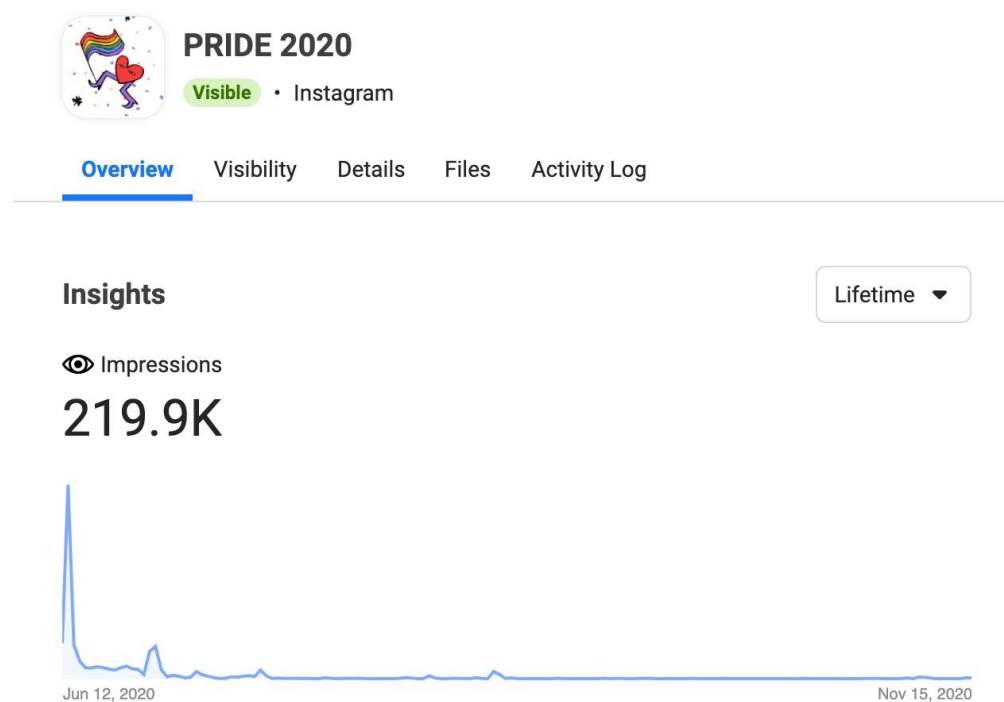 PRIDE 2020
Visible • Instagram
Overview Visibility Details Files Activity Log
Insights Lifetime
Impressions
219.9K
Jun 12, 2020 Nov 15, 2020